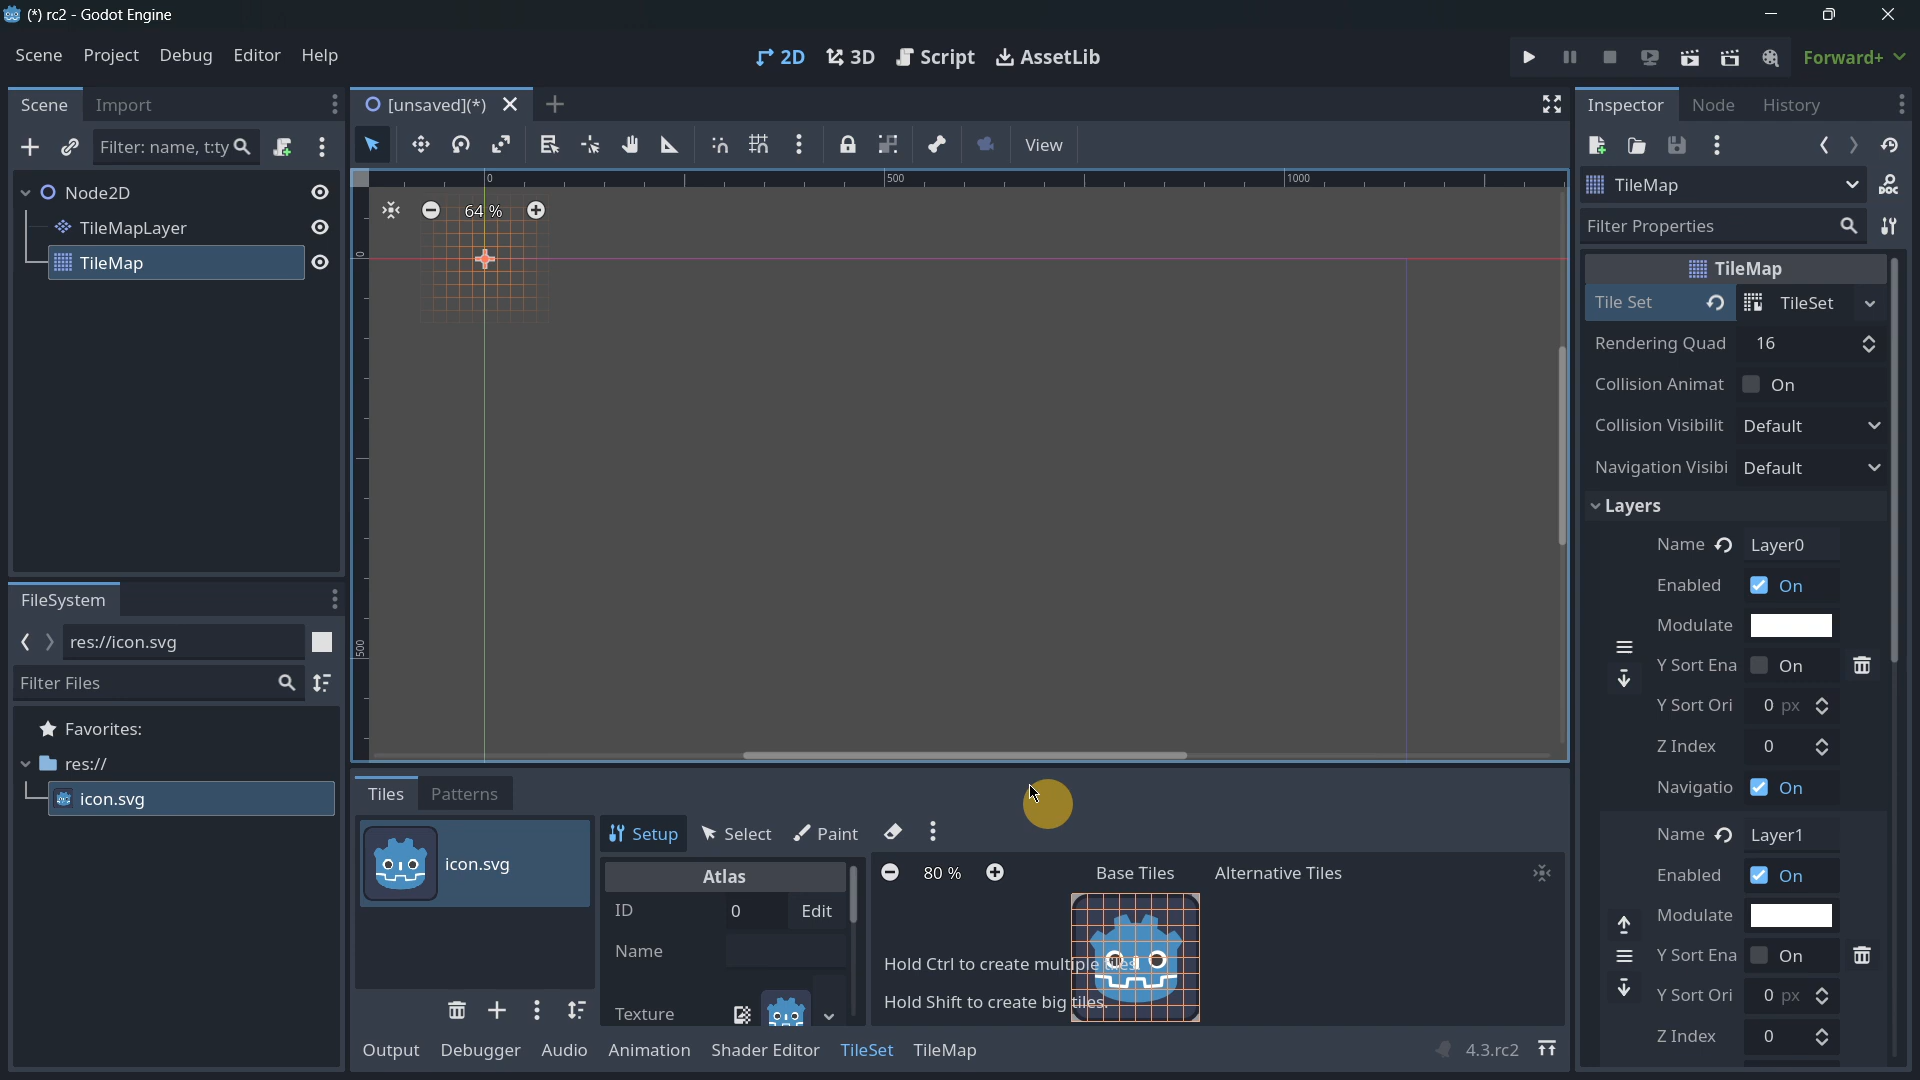 (*) rc2 - Godot Engine
Scene Project Debug Editor Help
2D 3D Script AssetLib
Forward+
Scene Import
[unsaved](*)
Inspector Node History
Filter: name, t:ty
View
Node2D
TileMapLayer
TileMap
0 500 1000
64 %
0
500
TileMap
Filter Properties
TileMap
Tile Set TileSet
Rendering Quad 16
Collision Animat On
Collision Visibilit Default
Navigation Visibi Default
Layers
Name Layer0
Enabled On
Modulate
Y Sort Ena On
Y Sort Ori 0 px
Z Index 0
Navigatio On
Name Layer1
Enabled On
Modulate
Y Sort Ena On
Y Sort Ori 0 px
Z Index 0
FileSystem
res://icon.svg
Filter Files
Favorites:
res://
icon.svg
Tiles Patterns
icon.svg
Setup Select Paint
Atlas
ID 0 Edit
Name
Texture
80 % Base Tiles Alternative Tiles
Hold Ctrl to create multiple tiles.
Hold Shift to create big tiles.
Output Debugger Audio Animation Shader Editor TileSet TileMap
4.3.rc2